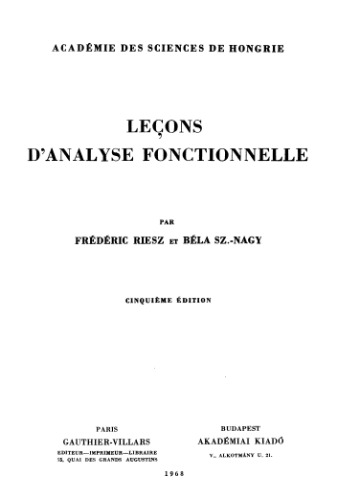 ACADÉMIE DES SCIENCES DE HONGRIE
LEÇONS
D'ANALYSE FONCTIONNELLE
PAR
FRÉDÉRIC RIESZ ET BÉLA SZ.-NAGY
CINQUIÈME ÉDITION
PARIS
GAUTHIER-VILLARS
EDITEUR—IMPRIMEUR—LIBRAIRE
55, QUAI DES GRANDS AUGUSTINS
BUDAPEST
AKADÉMIAI KIADÓ
V., ALKOTMÁNY U. 21.
1968